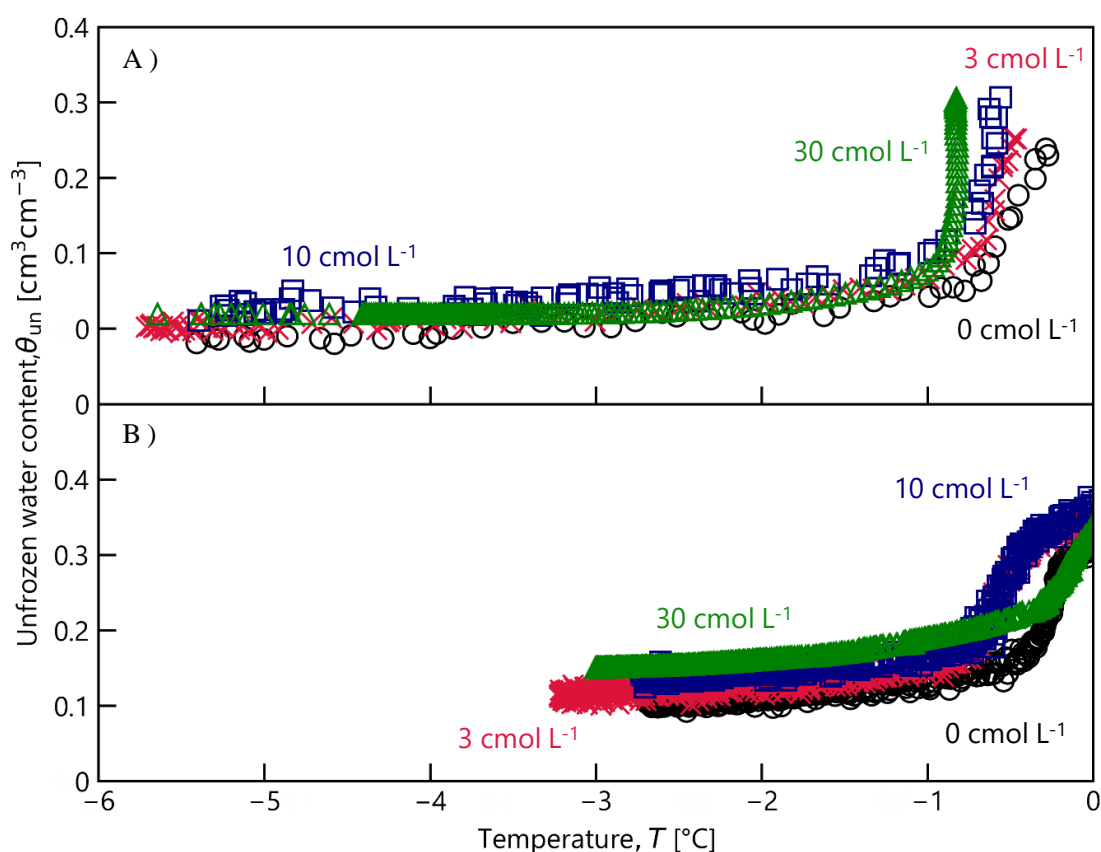 0.4
A )
3 cmol L-1
0.3
30 cmol L-1
0.2
10 cmol L-1
0.1
0 cmol L-1
0
0
B )
0.4
10 cmol L-1
0.3
30 cmol L-1
0.2
0.1
3 cmol L-1
0 cmol L-1
0
−6
−5
−4
−3
−2
−1
0
Temperature, T [°C]
Unfrozen water content,θun [cm3cm−3)